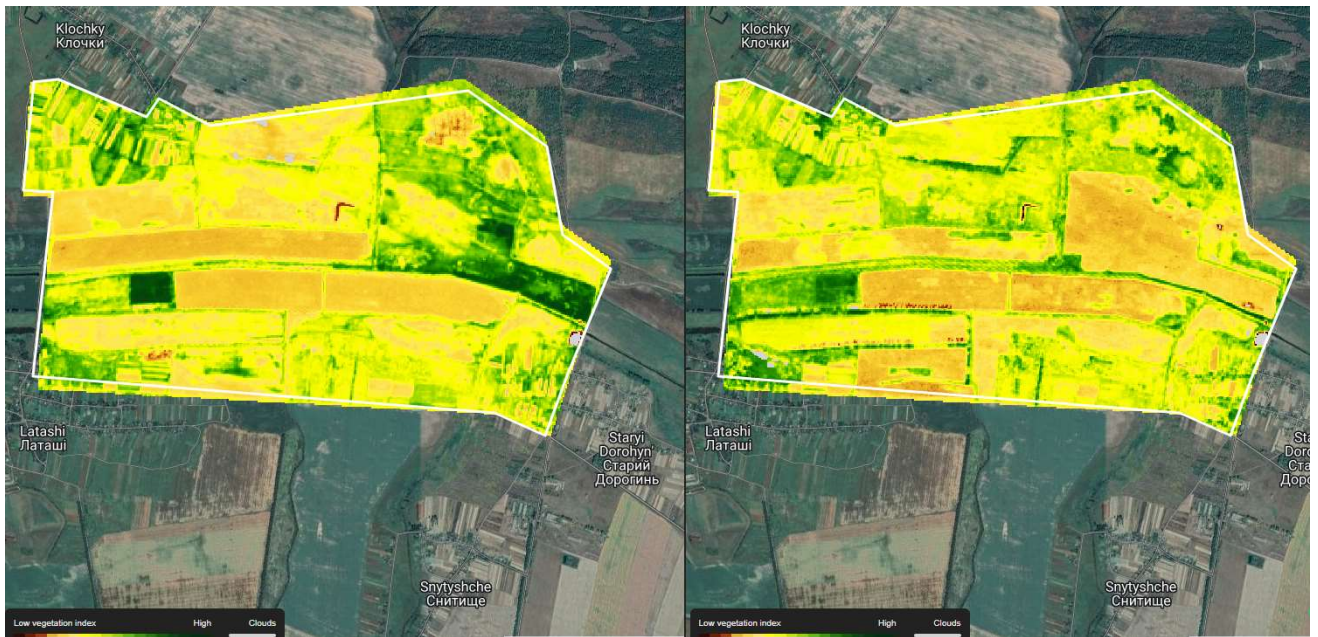 Klochky
Клочки
Klochky
Клочки
Latashi
Латаші
Staryi
Dorohyn'
Старий
Дорогинь
Latashi
Латаші
Sta
Doro
Ста
Доро
Snytyshche
Снитище
Snytyshche
Снитище
Low vegetation index High Clouds
Low vegetation index High Clouds